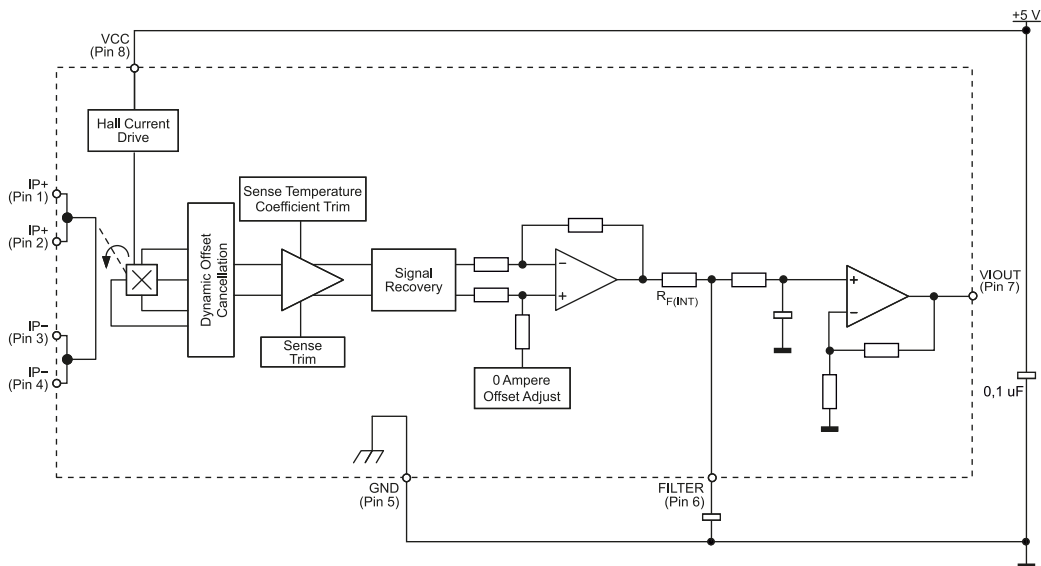 +5 V
VCC
(Pin 8)
Hall Current
Drive
IP+
(Pin 1)
IP+
(Pin 2)
IP−
(Pin 3)
IP−
(Pin 4)
Dynamic Offset
Cancellation
Sense Temperature
Coefficient Trim
Sense
Trim
Signal
Recovery
−
+
0 Ampere
Offset Adjust
RF(INT)
+
−
VIOUT
(Pin 7)
0,1 uF
GND
(Pin 5)
FILTER
(Pin 6)